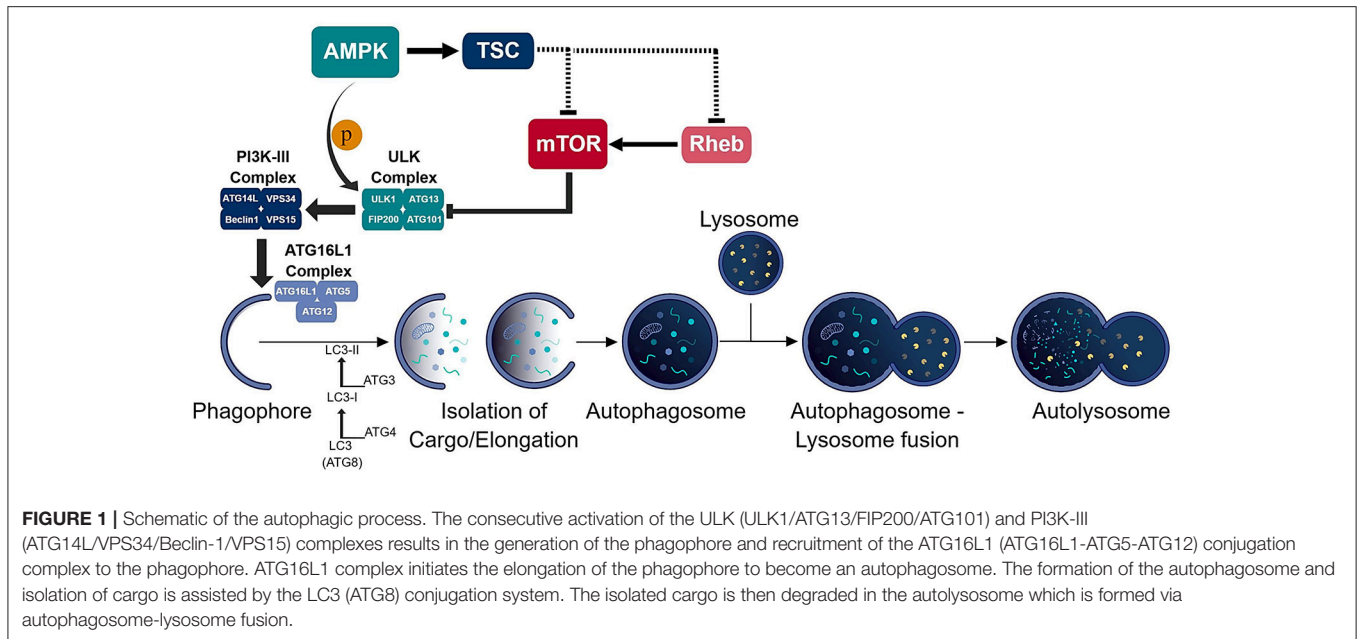 AMPK
TSC
p
mTOR
Rheb
PI3K-III
Complex
ATG14L
VPS34
Beclin1
VPS15
ULK
Complex
ULK1
ATG13
FIP200
ATG101
ATG16L1
Complex
ATG16L1
ATG5
ATG12
Lysosome
LC3-II
ATG3
LC3-I
ATG4
LC3
(ATG8)
Phagophore
Isolation of
Cargo/Elongation
Autophagosome
Autophagosome -
Lysosome fusion
Autolysosome
FIGURE 1 | Schematic of the autophagic process. The consecutive activation of the ULK (ULK1/ATG13/FIP200/ATG101) and PI3K-III
(ATG14L/VPS34/Beclin-1/VPS15) complexes results in the generation of the phagophore and recruitment of the ATG16L1 (ATG16L1-ATG5-ATG12) conjugation
complex to the phagophore. ATG16L1 complex initiates the elongation of the phagophore to become an autophagosome. The formation of the autophagosome and
isolation of cargo is assisted by the LC3 (ATG8) conjugation system. The isolated cargo is then degraded in the autolysosome which is formed via
autophagosome-lysosome fusion.